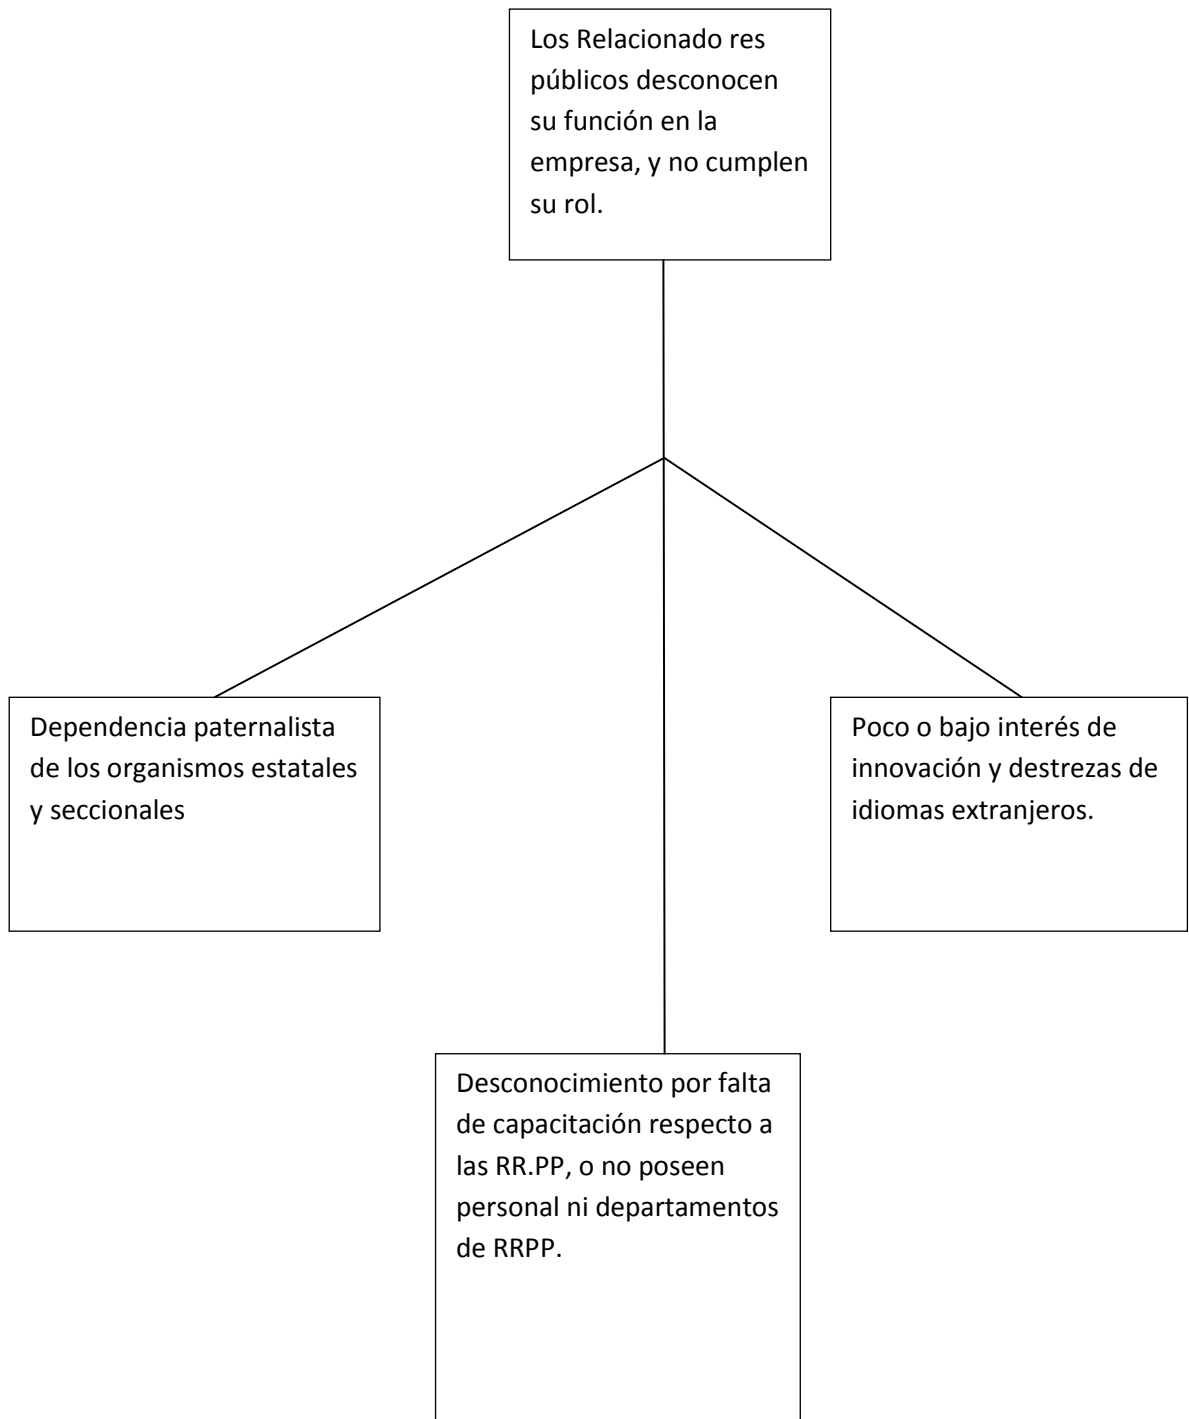 Los Relacionado res
públicos desconocen
su función en la
empresa, y no cumplen
su rol.
Dependencia paternalista
de los organismos estatales
y seccionales
Poco o bajo interés de
innovación y destrezas de
idiomas extranjeros.
Desconocimiento por falta
de capacitación respecto a
las RR.PP, o no poseen
personal ni departamentos
de RRPP.